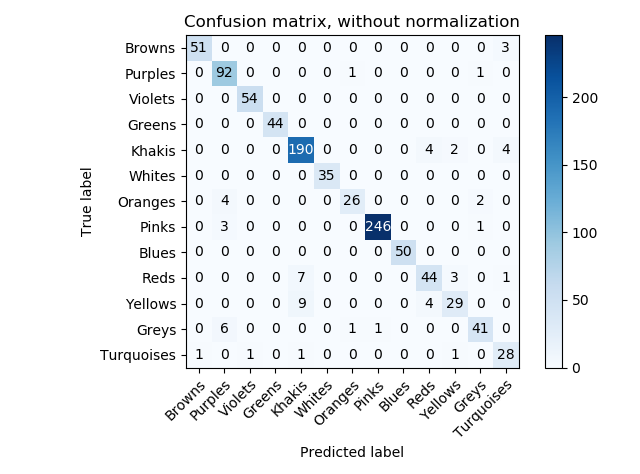 Confusion matrix, without normalization
Browns 51 0 0 0 0 0 0 0 0 0 0 0 3
Purples 0 92 0 0 0 0 1 0 0 0 0 1 0
Violets 0 0 54 0 0 0 0 0 0 0 0 0 0
Greens 0 0 0 44 0 0 0 0 0 0 0 0 0
Khakis 0 0 0 0 190 0 0 0 0 4 2 0 4
Whites 0 0 0 0 0 35 0 0 0 0 0 0 0
Oranges 0 4 0 0 0 0 26 0 0 0 0 2 0
Pinks 0 3 0 0 0 0 0 246 0 0 0 1 0
Blues 0 0 0 0 0 0 0 0 50 0 0 0 0
Reds 0 0 0 0 7 0 0 0 0 44 3 0 1
Yellows 0 0 0 0 9 0 0 0 0 4 29 0 0
Greys 0 6 0 0 0 0 1 1 0 0 0 41 0
Turquoises 1 0 1 0 1 0 0 0 0 0 1 0 28
True label
Browns Purples Violets Greens Khakis Whites Oranges Pinks Blues Reds Yellows Greys Turquoises
Predicted label
200
150
100
50
0